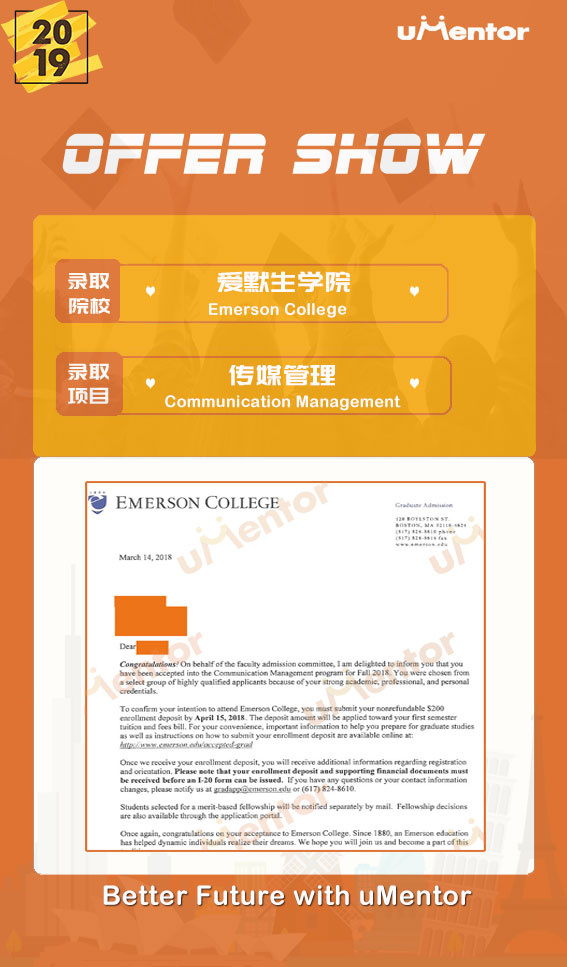 2019
uMentor
OFFER SHOW
录取
院校
爱默生学院
Emerson College
录取
项目
传媒管理
Communication Management
EMERSON COLLEGE
Graduate Admission
120 BOYLSTON ST.
BOSTON, MA 02116-4624
(617) 824-8610 phone
(617) 824-8614 fax
www.emerson.edu
March 14, 2018
Dear
Congratulations! On behalf of the faculty admission committee, I am delighted to inform you that you
have been accepted into the Communication Management program for Fall 2018. You were chosen from
a select group of highly qualified applicants because of your strong academic, professional, and personal
credentials.
To confirm your intention to attend Emerson College, you must submit your nonrefundable $200
enrollment deposit by April 15, 2018. The deposit amount will be applied toward your first semester
tuition and fees bill. For your convenience, important information to help you prepare for graduate studies
as well as instructions on how to submit your enrollment deposit are available online at:
http://www.emerson.edu/accepted-grad
Once we receive your enrollment deposit, you will receive additional information regarding registration
and orientation. Please note that your enrollment deposit and supporting financial documents must
be received before an I-20 form can be issued. If you have any questions or your contact information
changes, please notify us at gradapp@emerson.edu or (617) 824-8610.
Students selected for a merit-based fellowship will be notified separately by mail. Fellowship decisions
are also available through the application portal.
Once again, congratulations on your acceptance to Emerson College. Since 1880, an Emerson education
has helped dynamic individuals realize their dreams. We hope you will join us and become a part of this
uMentor
uMentor
uMentor
uMentor
uMentor
uMentor
Better Future with uMentor